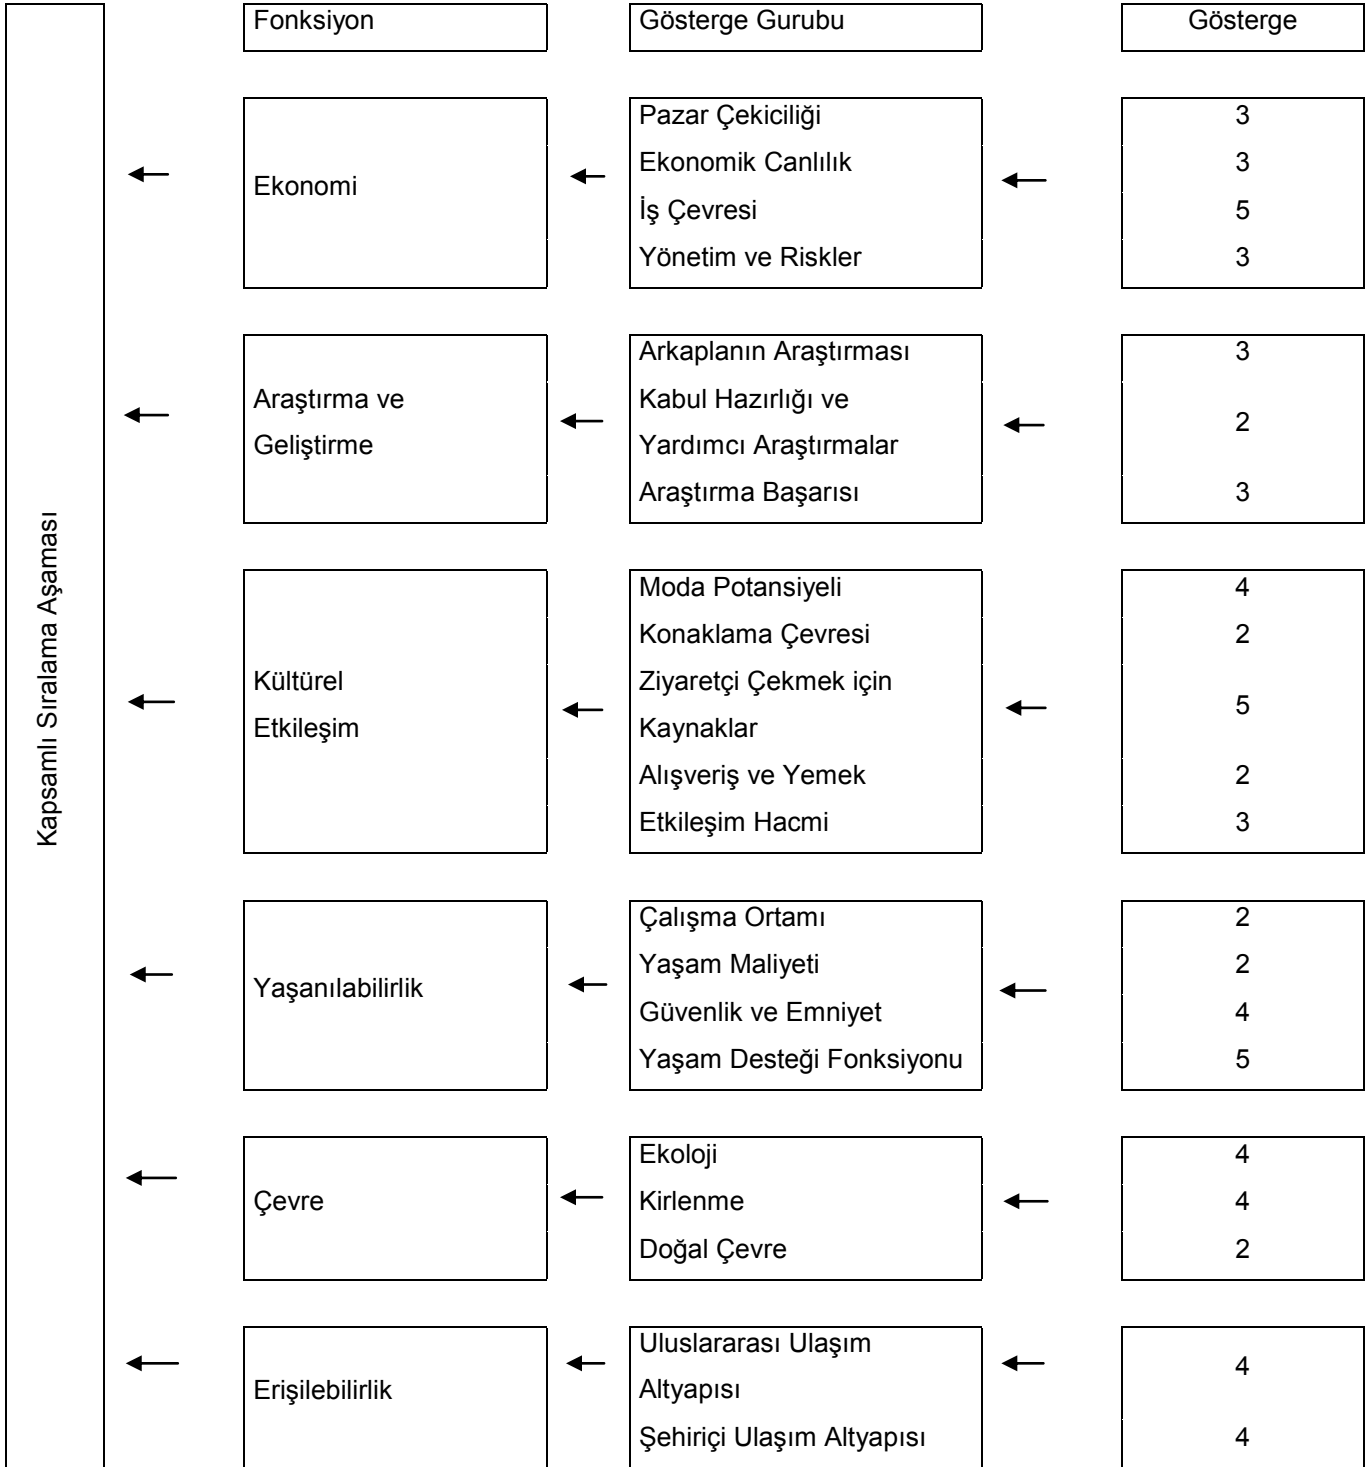 Kapsamlı Sıralama Aşaması
Fonksiyon
Gösterge Gurubu
Gösterge
Ekonomi
Pazar Çekiciliği
Ekonomik Canlılık
İş Çevresi
Yönetim ve Riskler
3
3
5
3
Araştırma ve
Geliştirme
Arkaplanın Araştırması
Kabul Hazırlığı ve
Yardımcı Araştırmalar
Araştırma Başarısı
3
2
3
Kültürel
Etkileşim
Moda Potansiyeli
Konaklama Çevresi
Ziyaretçi Çekmek için
Kaynaklar
Alışveriş ve Yemek
Etkileşim Hacmi
4
2
5
2
3
Yaşanılabilirlik
Çalışma Ortamı
Yaşam Maliyeti
Güvenlik ve Emniyet
Yaşam Desteği Fonksiyonu
2
2
4
5
Çevre
Ekoloji
Kirlenme
Doğal Çevre
4
4
2
Erişilebilirlik
Uluslararası Ulaşım
Altyapısı
Şehiriçi Ulaşım Altyapısı
4
4